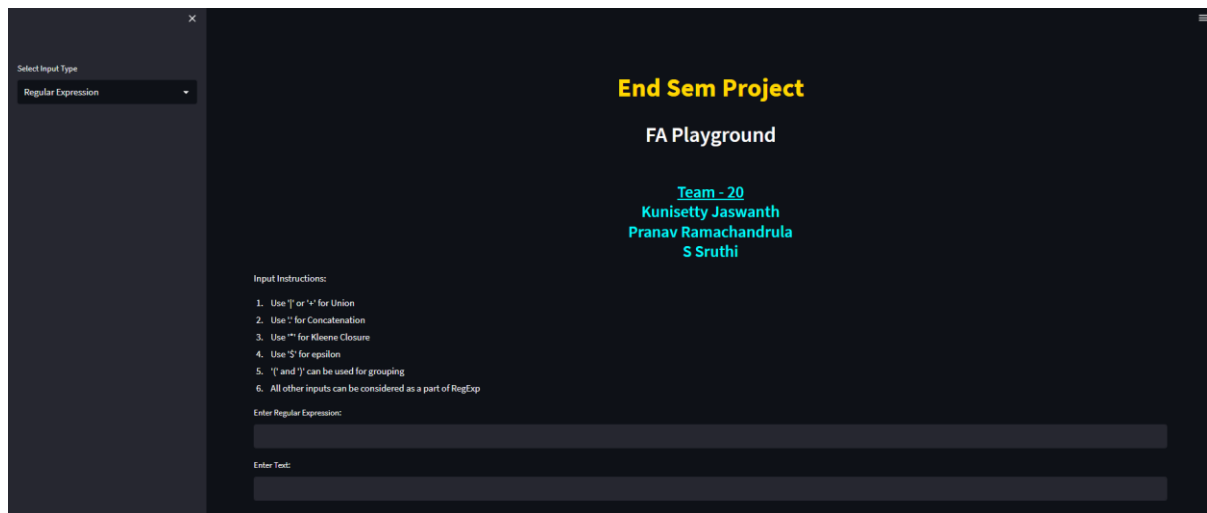 Select Input Type
Regular Expression
End Sem Project
FA Playground
Team - 20
Kunisetty Jaswanth
Pranav Ramachandrula
S Sruthi
Input Instructions:
1. Use '|' or '+' for Union
2. Use '.' for Concatenation
3. Use '*' for Kleene Closure
4. Use '$' for epsilon
5. '(' and ')' can be used for grouping
6. All other inputs can be considered as a part of RegExp
Enter Regular Expression:
Enter Text: